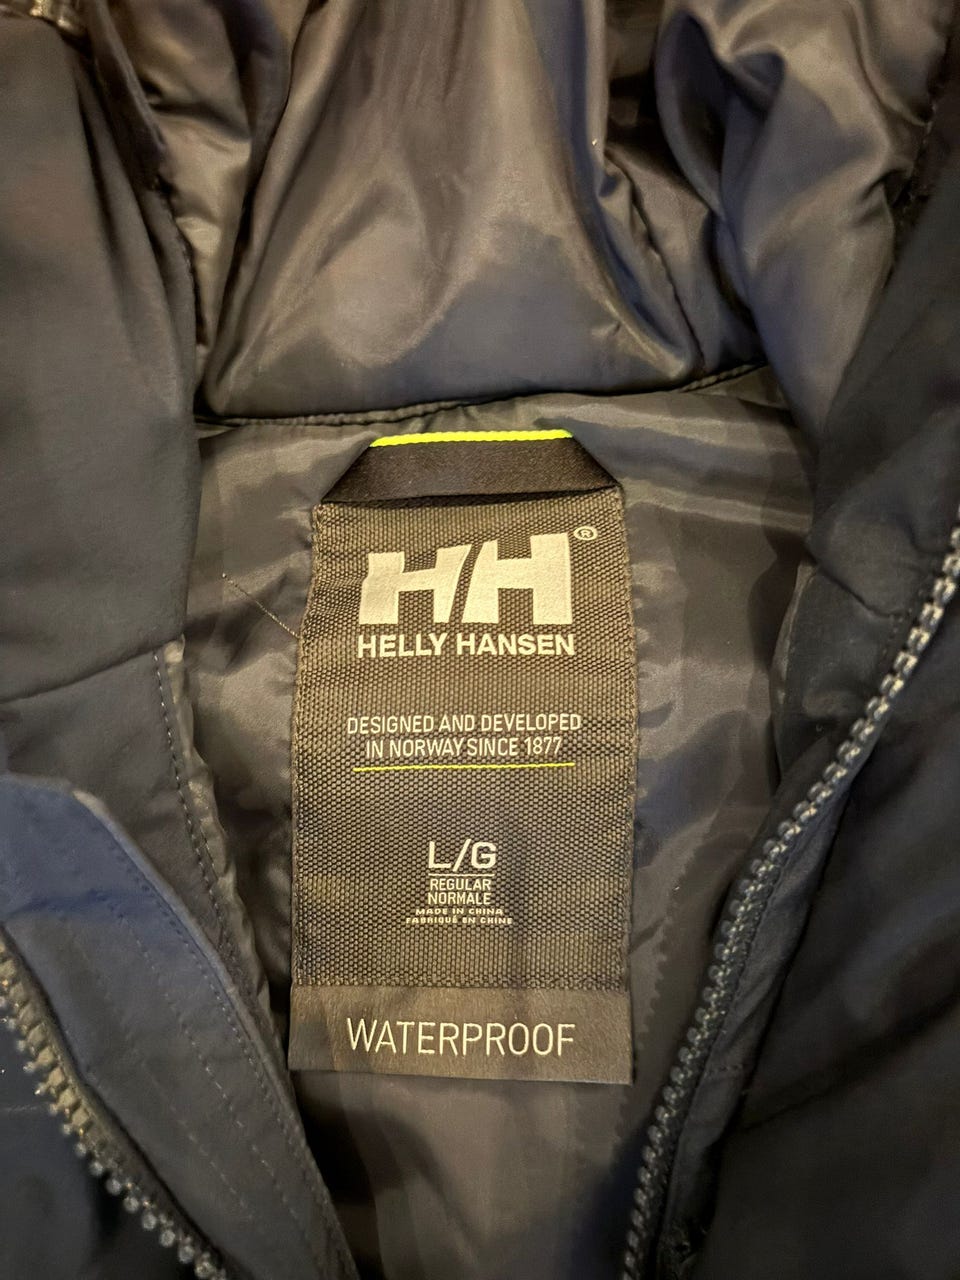 HH®
HELLY HANSEN
DESIGNED AND DEVELOPED
IN NORWAY SINCE 1877
L/G
REGULAR
NORMALE
MADE IN CHINA
FABRIQUÉ EN CHINE
WATERPROOF